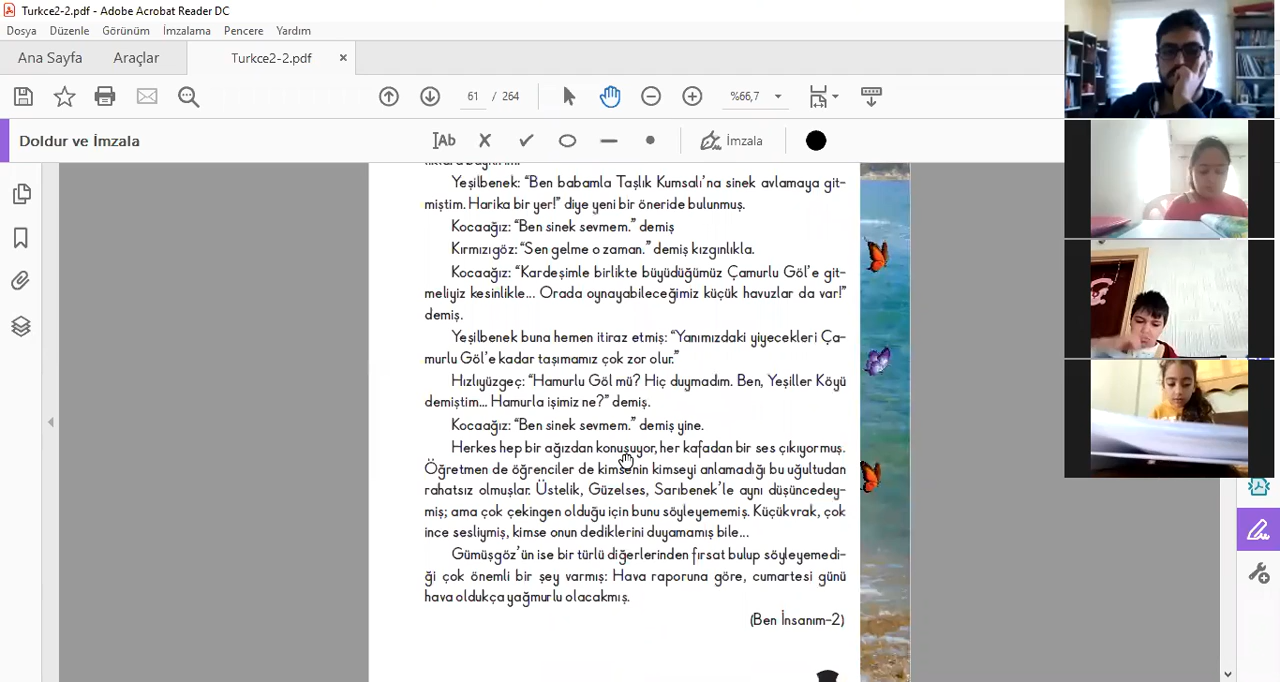 Turkce2-2.pdf - Adobe Acrobat Reader DC
Dosya Düzenle Görünüm İmzalama Pencere Yardım
Ana Sayfa Araçlar Turkce2-2.pdf ×
61 / 264 %66,7
Doldur ve İmzala İmzala
Yeşilbenek: “Ben babamla Taşlık Kumsalı’na sinek avlamaya git-
miştim. Harika bir yer!” diye yeni bir öneride bulunmuş.
Kocaağız: “Ben sinek sevmem.” demiş
Kırmızıgöz: “Sen gelme o zaman.” demiş kızgınlıkla.
Kocaağız: “Kardeşimle birlikte büyüdüğümüz Çamurlu Göl’e git-
meliyiz kesinlikle... Orada oynayabileceğimiz küçük havuzlar da var!”
demiş.
Yeşilbenek buna hemen itiraz etmiş: “Yanımızdaki yiyecekleri Ça-
murlu Göl’e kadar taşımamız çok zor olur.”
Hızlıyüzgeç: “Hamurlu Göl mü? Hiç duymadım. Ben, Yeşiller Köyü
demiştim... Hamurla işimiz ne?” demiş.
Kocaağız: “Ben sinek sevmem.” demiş yine.
Herkes hep bir ağızdan konuşuyor, her kafadan bir ses çıkıyormuş.
Öğretmen de öğrenciler de kimsenin kimseyi anlamadığı bu uğultudan
rahatsız olmuşlar. Üstelik, Güzelses, Sarıbenek’le aynı düşüncedey-
miş; ama çok çekingen olduğu için bunu söyleyememiş. Küçükvrak, çok
ince sesliymiş, kimse onun dediklerini duyamamış bile...
Gümüşgöz’ün ise bir türlü diğerlerinden fırsat bulup söyleyemedi-
ği çok önemli bir şey varmış: Hava raporuna göre, cumartesi günü
hava oldukça yağmurlu olacakmış.
(Ben İnsanım-2)